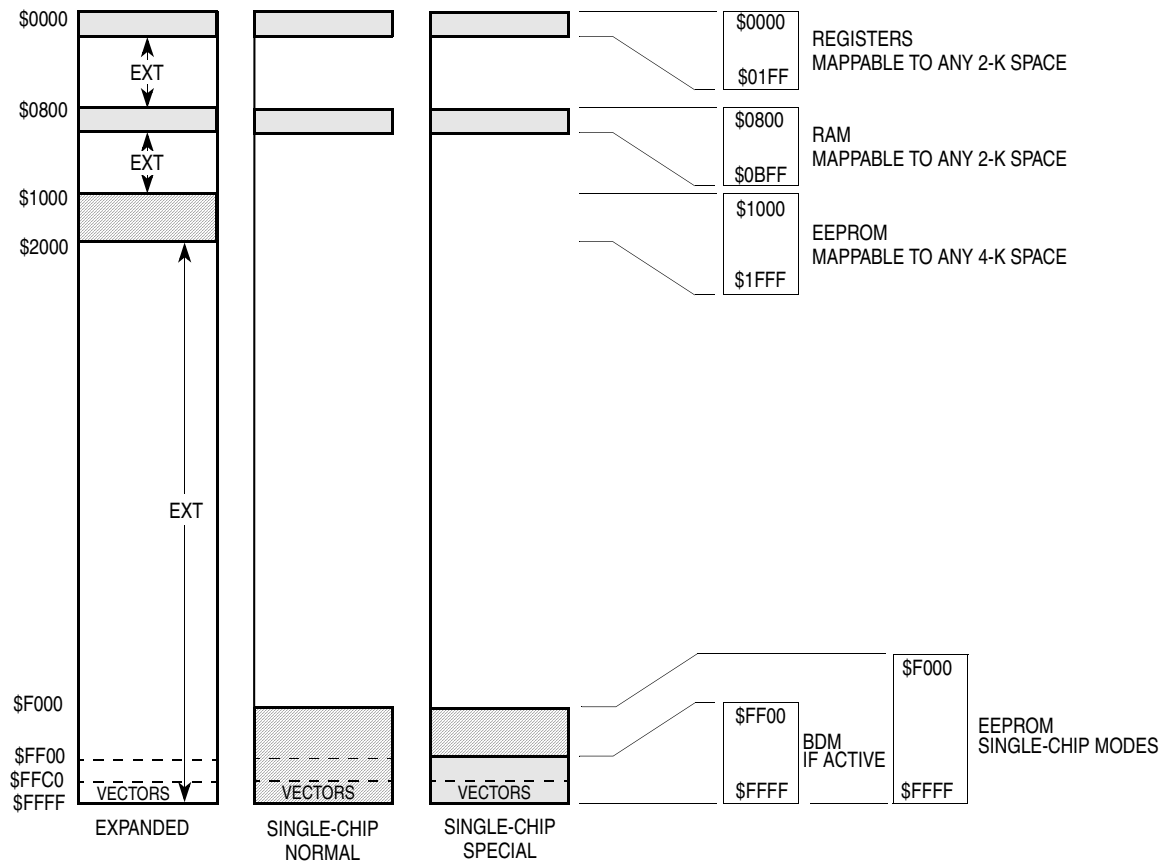 $0000
EXT
$0800
EXT
$1000
$2000
EXT
$F000
$FF00
$FFC0
$FFFF
VECTORS
EXPANDED
VECTORS
SINGLE-CHIP
NORMAL
VECTORS
SINGLE-CHIP
SPECIAL
$0000
$01FF
REGISTERS
MAPPABLE TO ANY 2-K SPACE
$0800
$0BFF
RAM
MAPPABLE TO ANY 2-K SPACE
$1000
$1FFF
EEPROM
MAPPABLE TO ANY 4-K SPACE
$FF00
$FFFF
BDM
IF ACTIVE
$F000
$FFFF
EEPROM
SINGLE-CHIP MODES